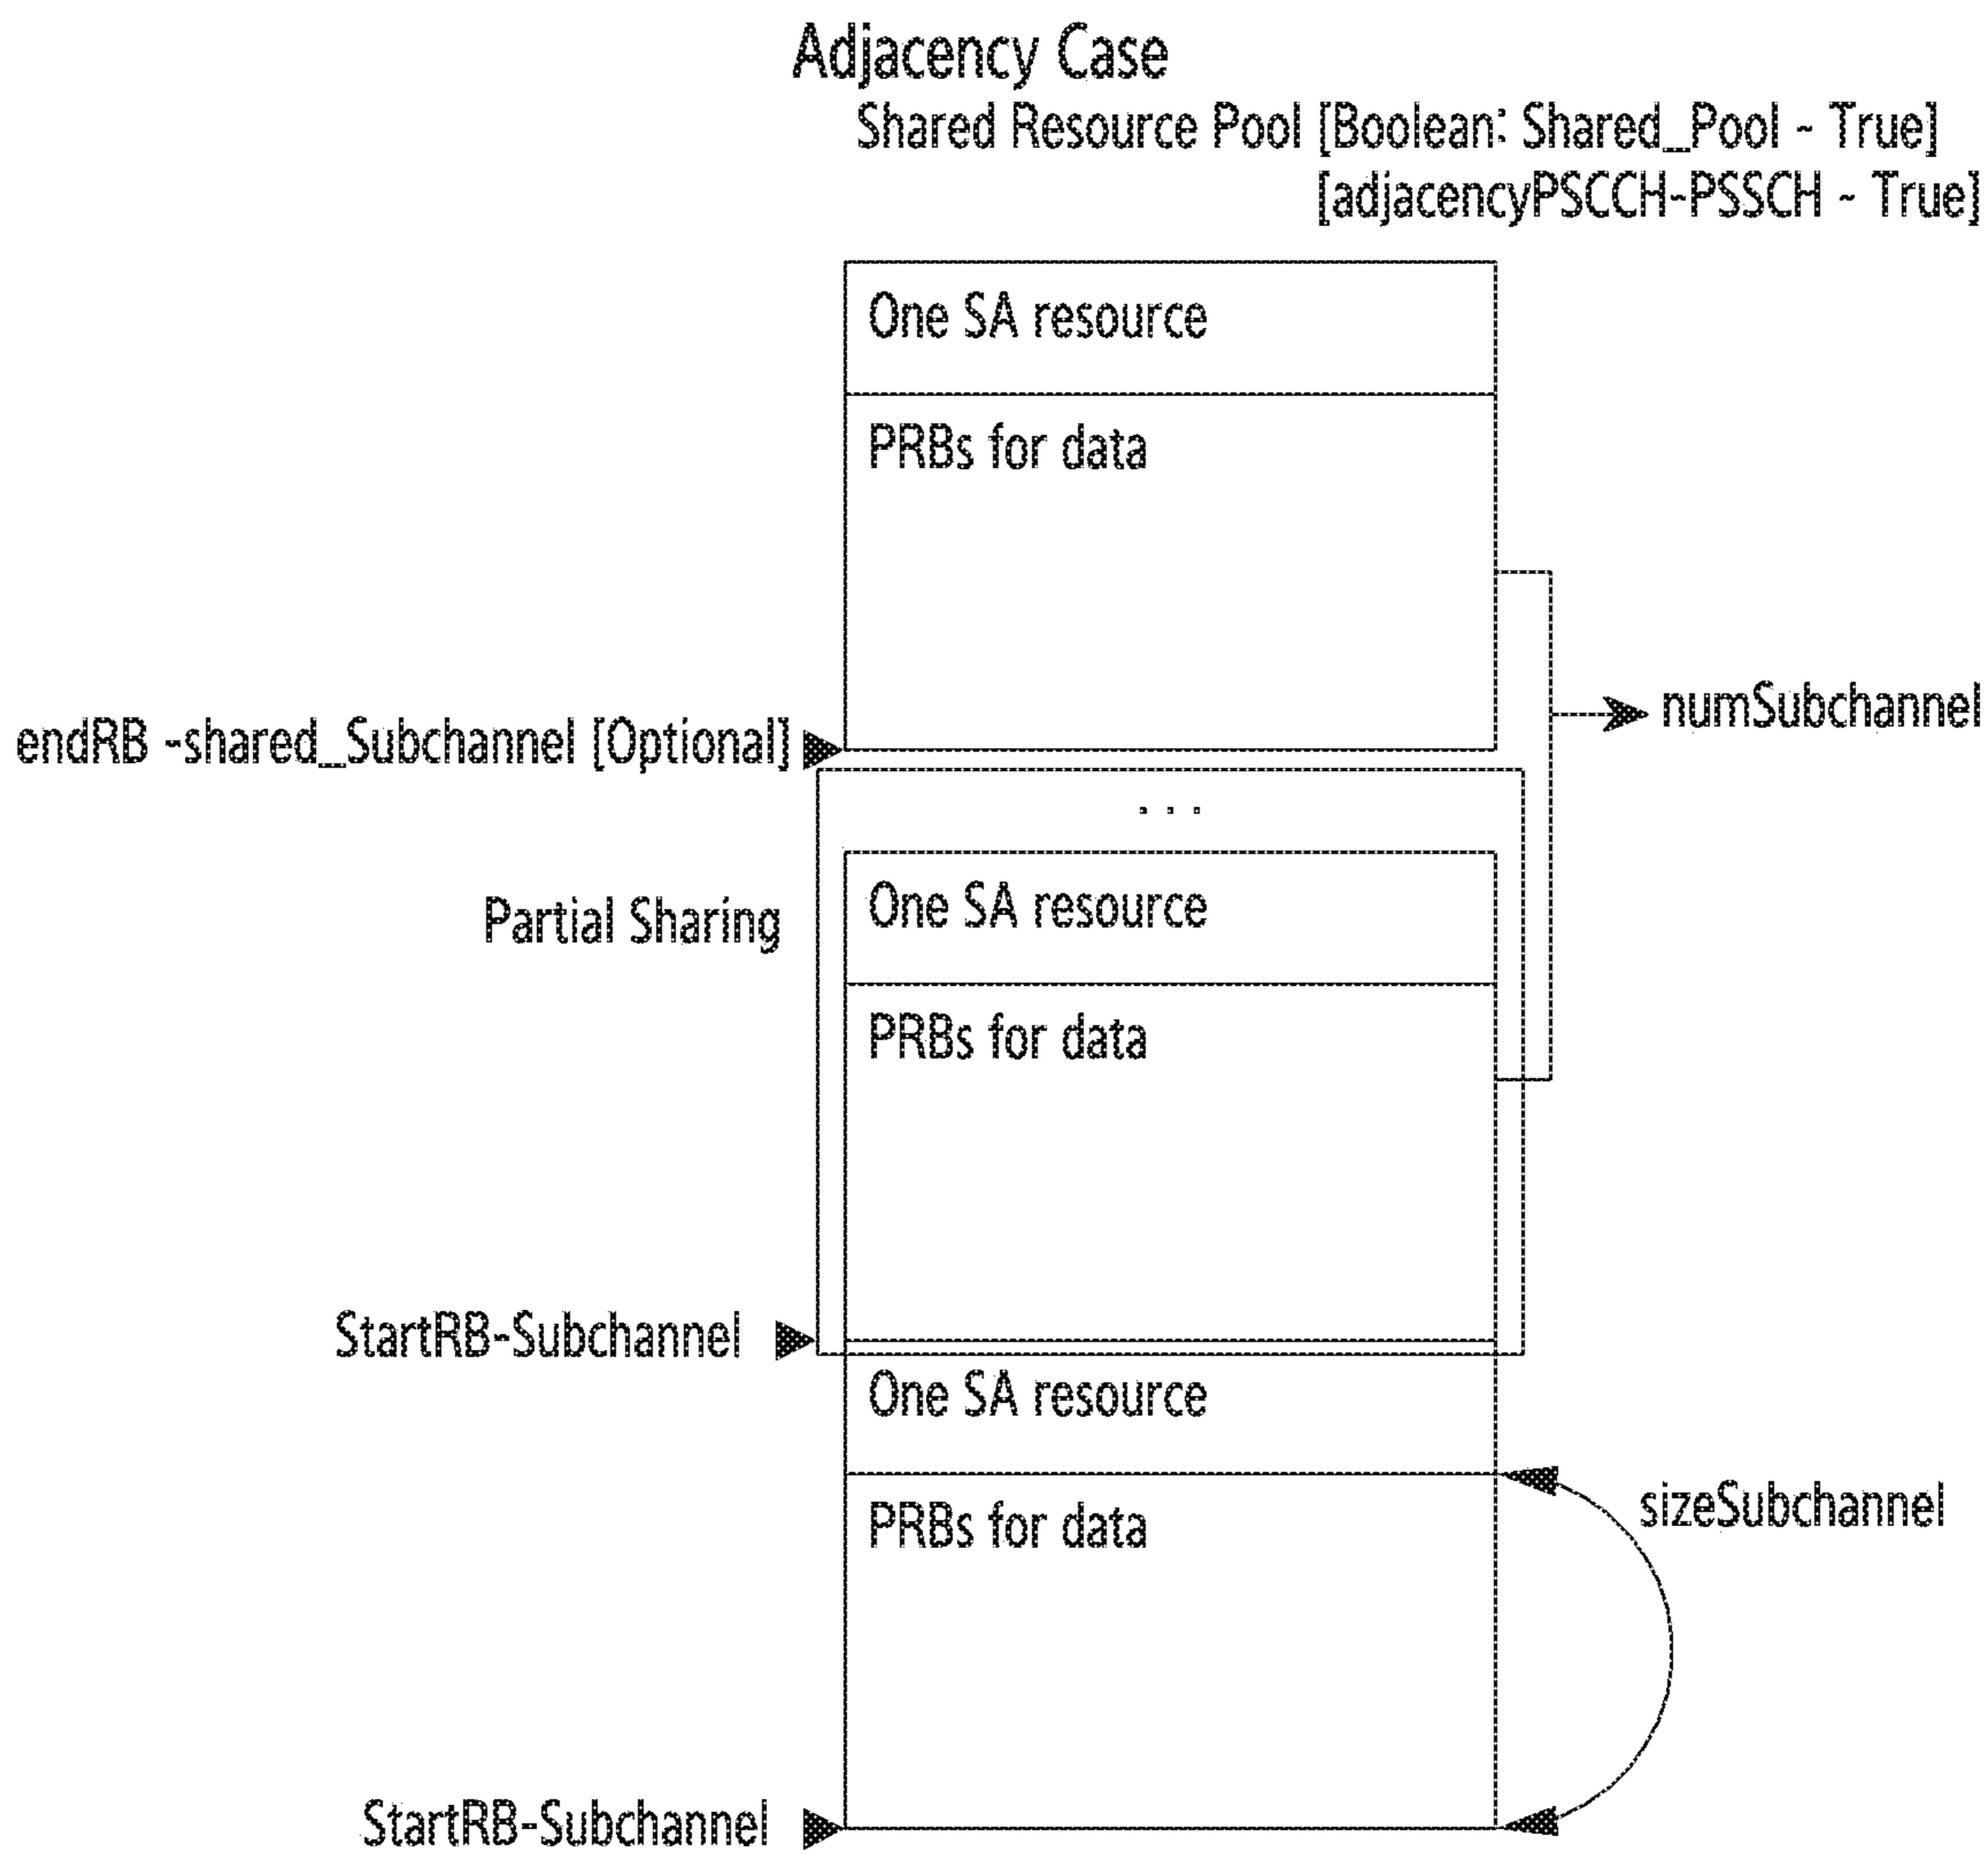 Adjacency Case
Shared Resource Pool [Boolean: Shared_Pool - True]
[adjacencyPSCCH-PSSCH - True]
One SA resource
PRBs for data
numSubchannel
endRB -shared_Subchannel [Optional]
...
One SA resource
Partial Sharing
PRBs for data
StartRB-Subchannel
One SA resource
sizeSubchannel
PRBs for data
StartRB-Subchannel